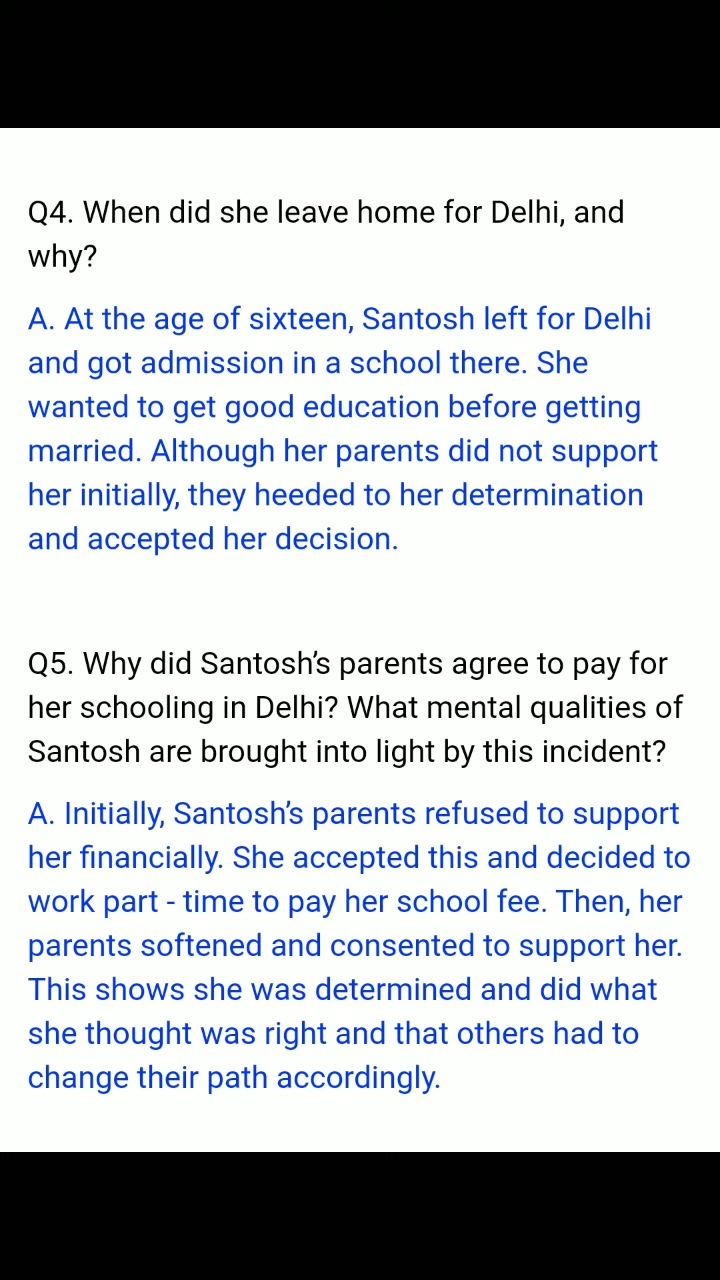 Q4. When did she leave home for Delhi, and
why?
A. At the age of sixteen, Santosh left for Delhi
and got admission in a school there. She
wanted to get good education before getting
married. Although her parents did not support
her initially, they heeded to her determination
and accepted her decision.
Q5. Why did Santosh’s parents agree to pay for
her schooling in Delhi? What mental qualities of
Santosh are brought into light by this incident?
A. Initially, Santosh’s parents refused to support
her financially. She accepted this and decided to
work part - time to pay her school fee. Then, her
parents softened and consented to support her.
This shows she was determined and did what
she thought was right and that others had to
change their path accordingly.